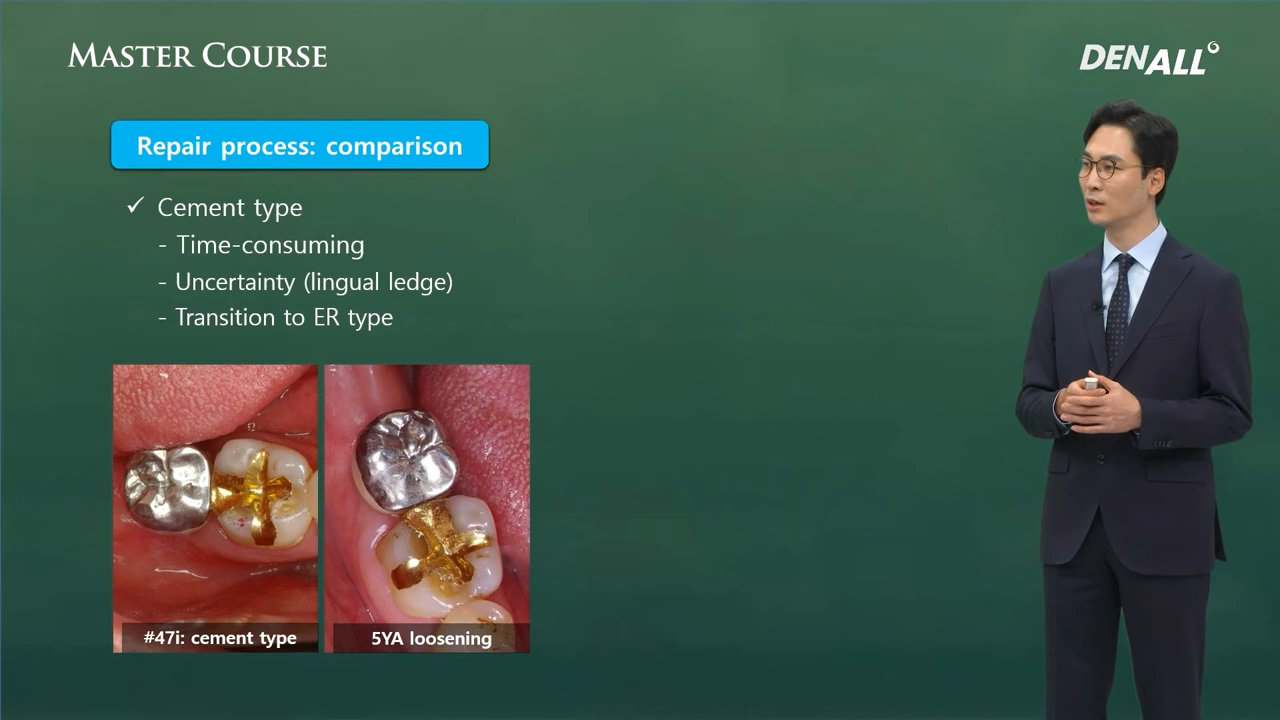 MASTER COURSE
DENALL
Repair process: comparison
✓ Cement type
- Time-consuming
- Uncertainty (lingual ledge)
- Transition to ER type
#47i: cement type
5YA loosening